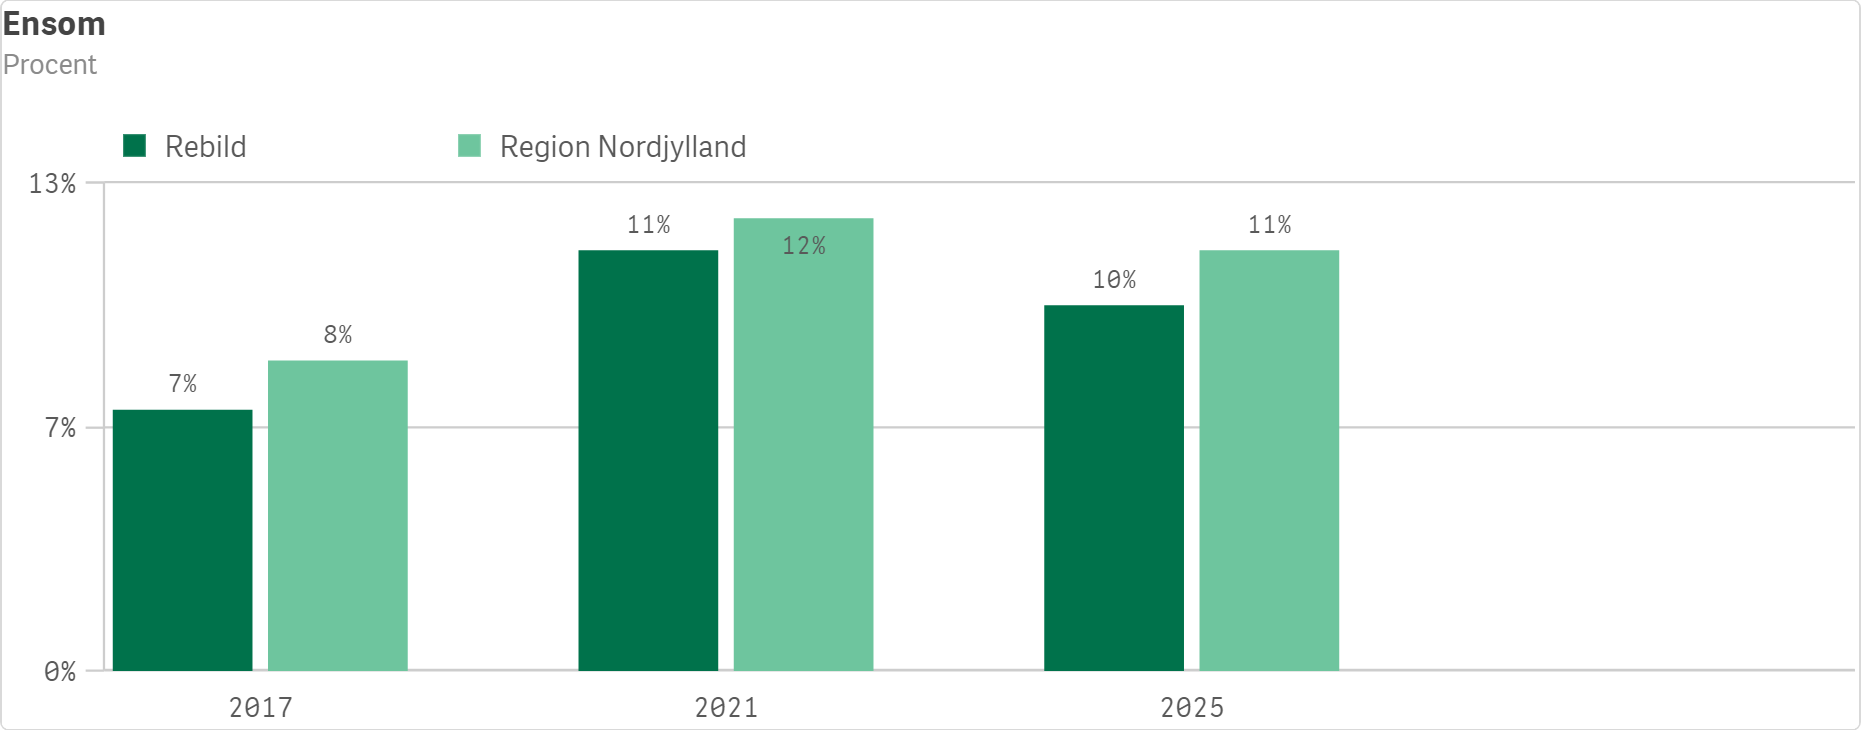 Ensom
Procent
Rebild Region Nordjylland
13%
11% 12% 11%
10%
8%
7%
7%
0%
2017 2021 2025